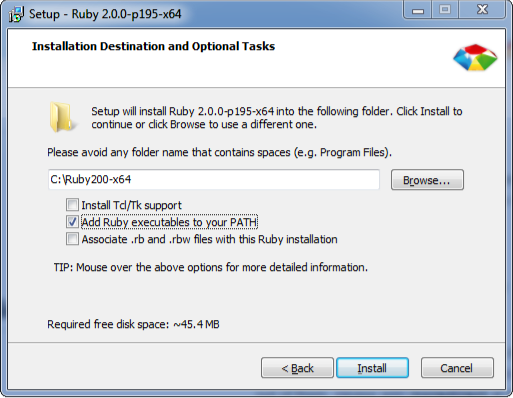 Setup - Ruby 2.0.0-p195-x64
Installation Destination and Optional Tasks
Setup will install Ruby 2.0.0-p195-x64 into the following folder. Click Install to
continue or click Browse to use a different one.
Please avoid any folder name that contains spaces (e.g. Program Files).
C:\Ruby200-x64
Browse...
Install Tcl/Tk support
Add Ruby executables to your PATH
Associate .rb and .rbw files with this Ruby installation
TIP: Mouse over the above options for more detailed information.
Required free disk space: ~45.4 MB
< Back
Install
Cancel